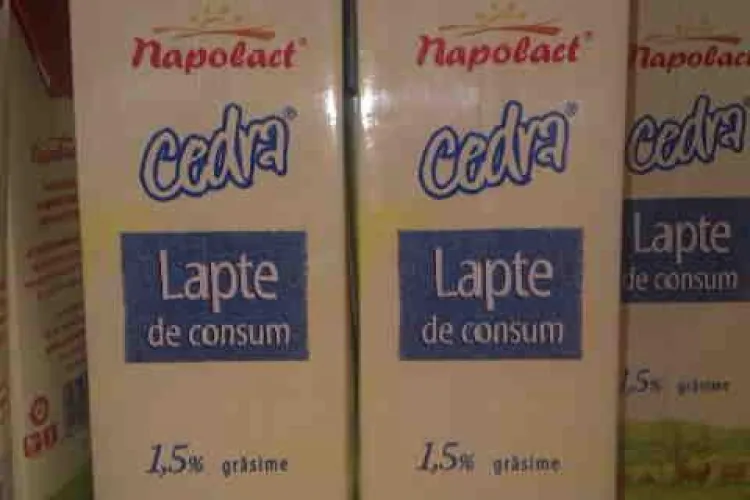 Napolact
cedra
Lapte
de consum
1,5% grăsime
Napolact
cedra
Lapte
de consum
1,5% grăsime
Napolact
cedra
Lapte
de consum
1,5% grăsime
Napolact